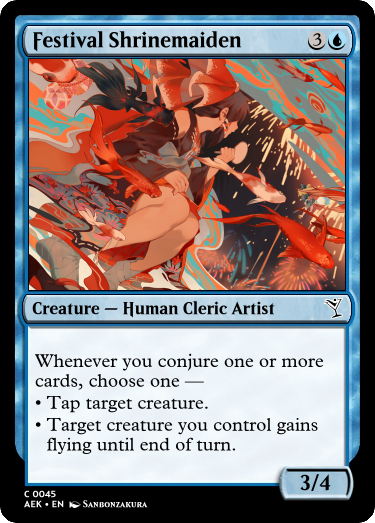 Festival Shrinemaiden 3
Creature — Human Cleric Artist
Whenever you conjure one or more
cards, choose one —
• Tap target creature.
• Target creature you control gains
flying until end of turn.
3/4
C 0045
AEK • EN SANBONZAKURA